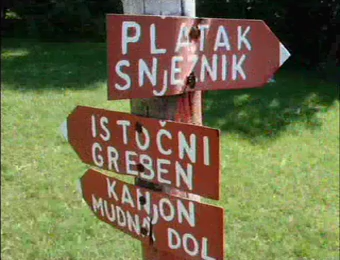 PLATAK
SNJEŽNIK
ISTOČNI
GREBEN
KANJON
MUDNA DOL